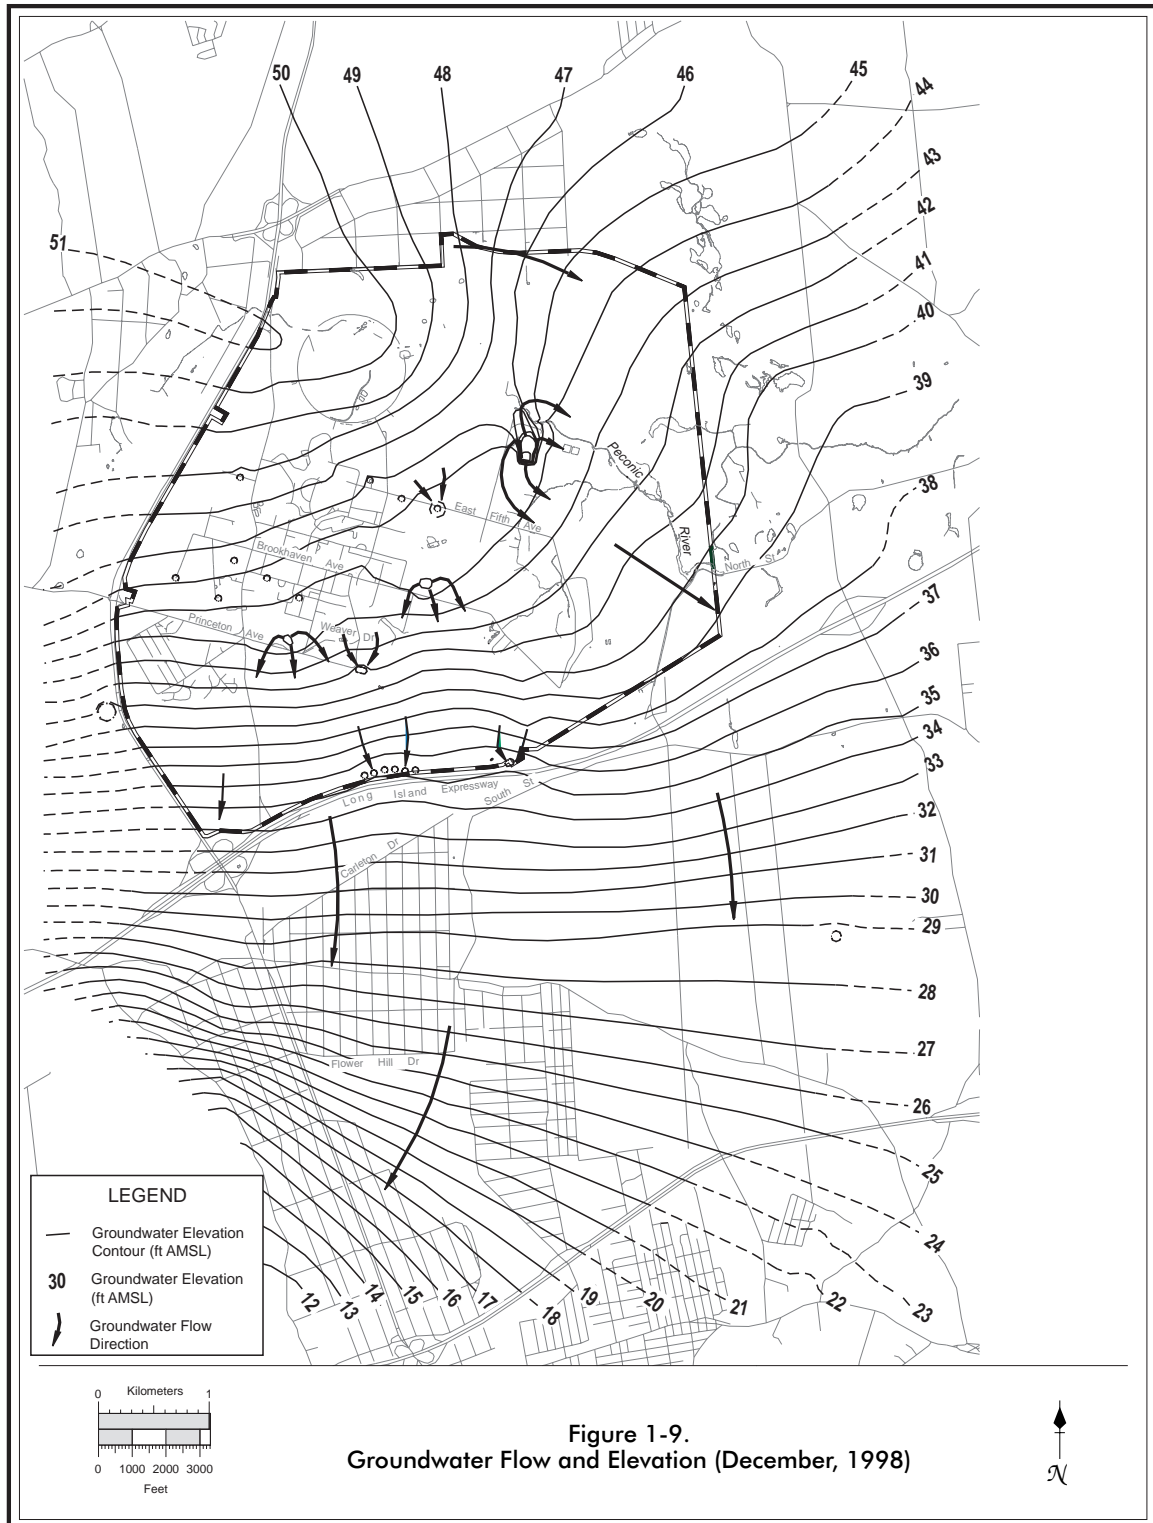 50
49
48
47
46
45
44
43
42
41
40
39
38
37
36
35
34
33
32
31
30
29
28
27
26
25
24
23
22
21
20
19
18
17
16
15
14
13
12
51
Peconic
River
East Fifth Ave
Brookhaven Ave
North St
Princeton Ave
Weaver Dr
Long Island Expressway
South St
Carleton Dr
Flower Hill Dr
LEGEND
Groundwater Elevation
Contour (ft AMSL)
30 Groundwater Elevation
(ft AMSL)
Groundwater Flow
Direction
0 Kilometers 1
0 1000 2000 3000
Feet
Figure 1-9.
Groundwater Flow and Elevation (December, 1998)
N